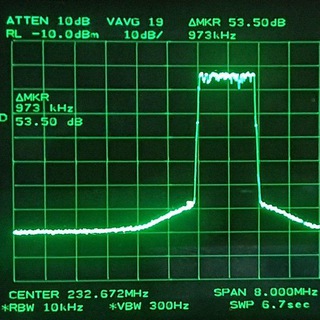 ATTEN 10dB VAVG 19 ΔMKR 53.50dB
RL -10.0dBm 10dB/ 973kHz
ΔMKR
973 kHz
D
53.50 dB
CENTER 232.672MHz SPAN 8.000MHz
*RBW 10kHz *VBW 300Hz SWP 6.7sec